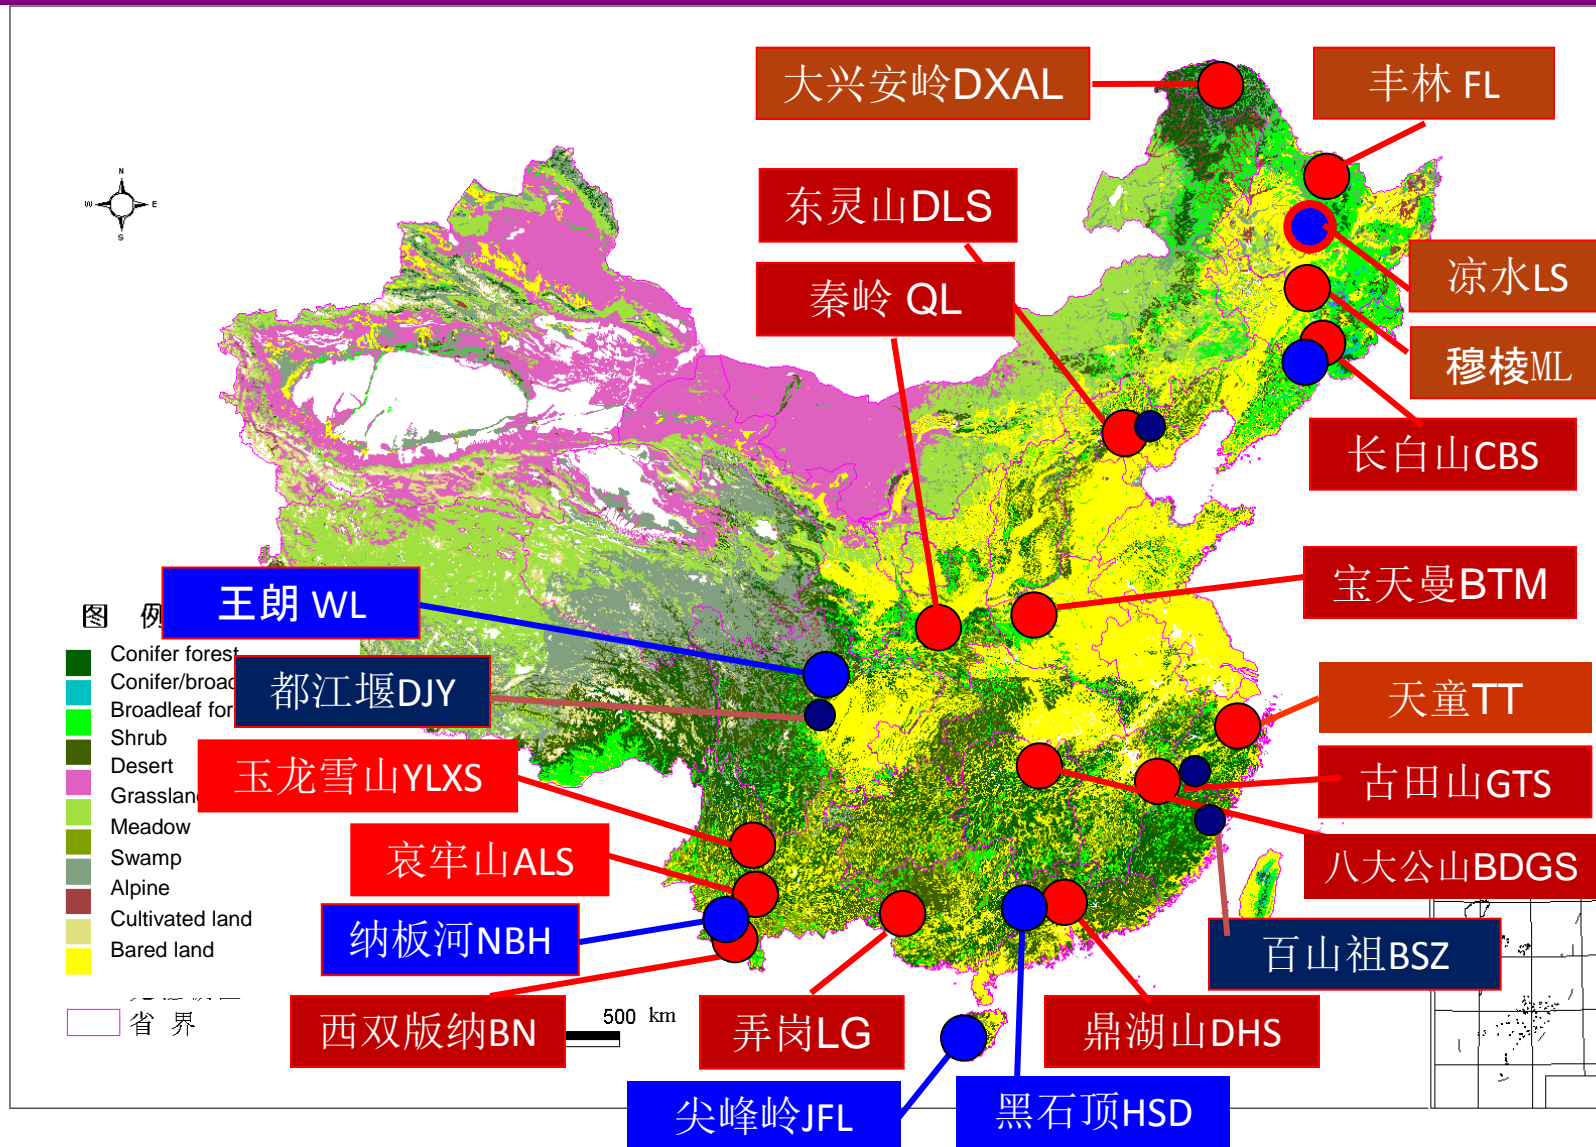 大兴安岭DXAL
丰林 FL
N
W E
S
东灵山DLS
凉水LS
秦岭 QL
穆棱ML
长白山CBS
宝天曼BTM
王朗 WL
图 例
Conifer forest
Conifer/broad
Broadleaf for
Shrub
Desert
Grassland
Meadow
Swamp
Alpine
Cultivated land
Bared land
省 界
都江堰DJY
天童TT
玉龙雪山YLXS
古田山GTS
哀牢山ALS
八大公山BDGS
纳板河NBH
百山祖BSZ
西双版纳BN
500 km
弄岗LG
鼎湖山DHS
尖峰岭JFL
黑石顶HSD